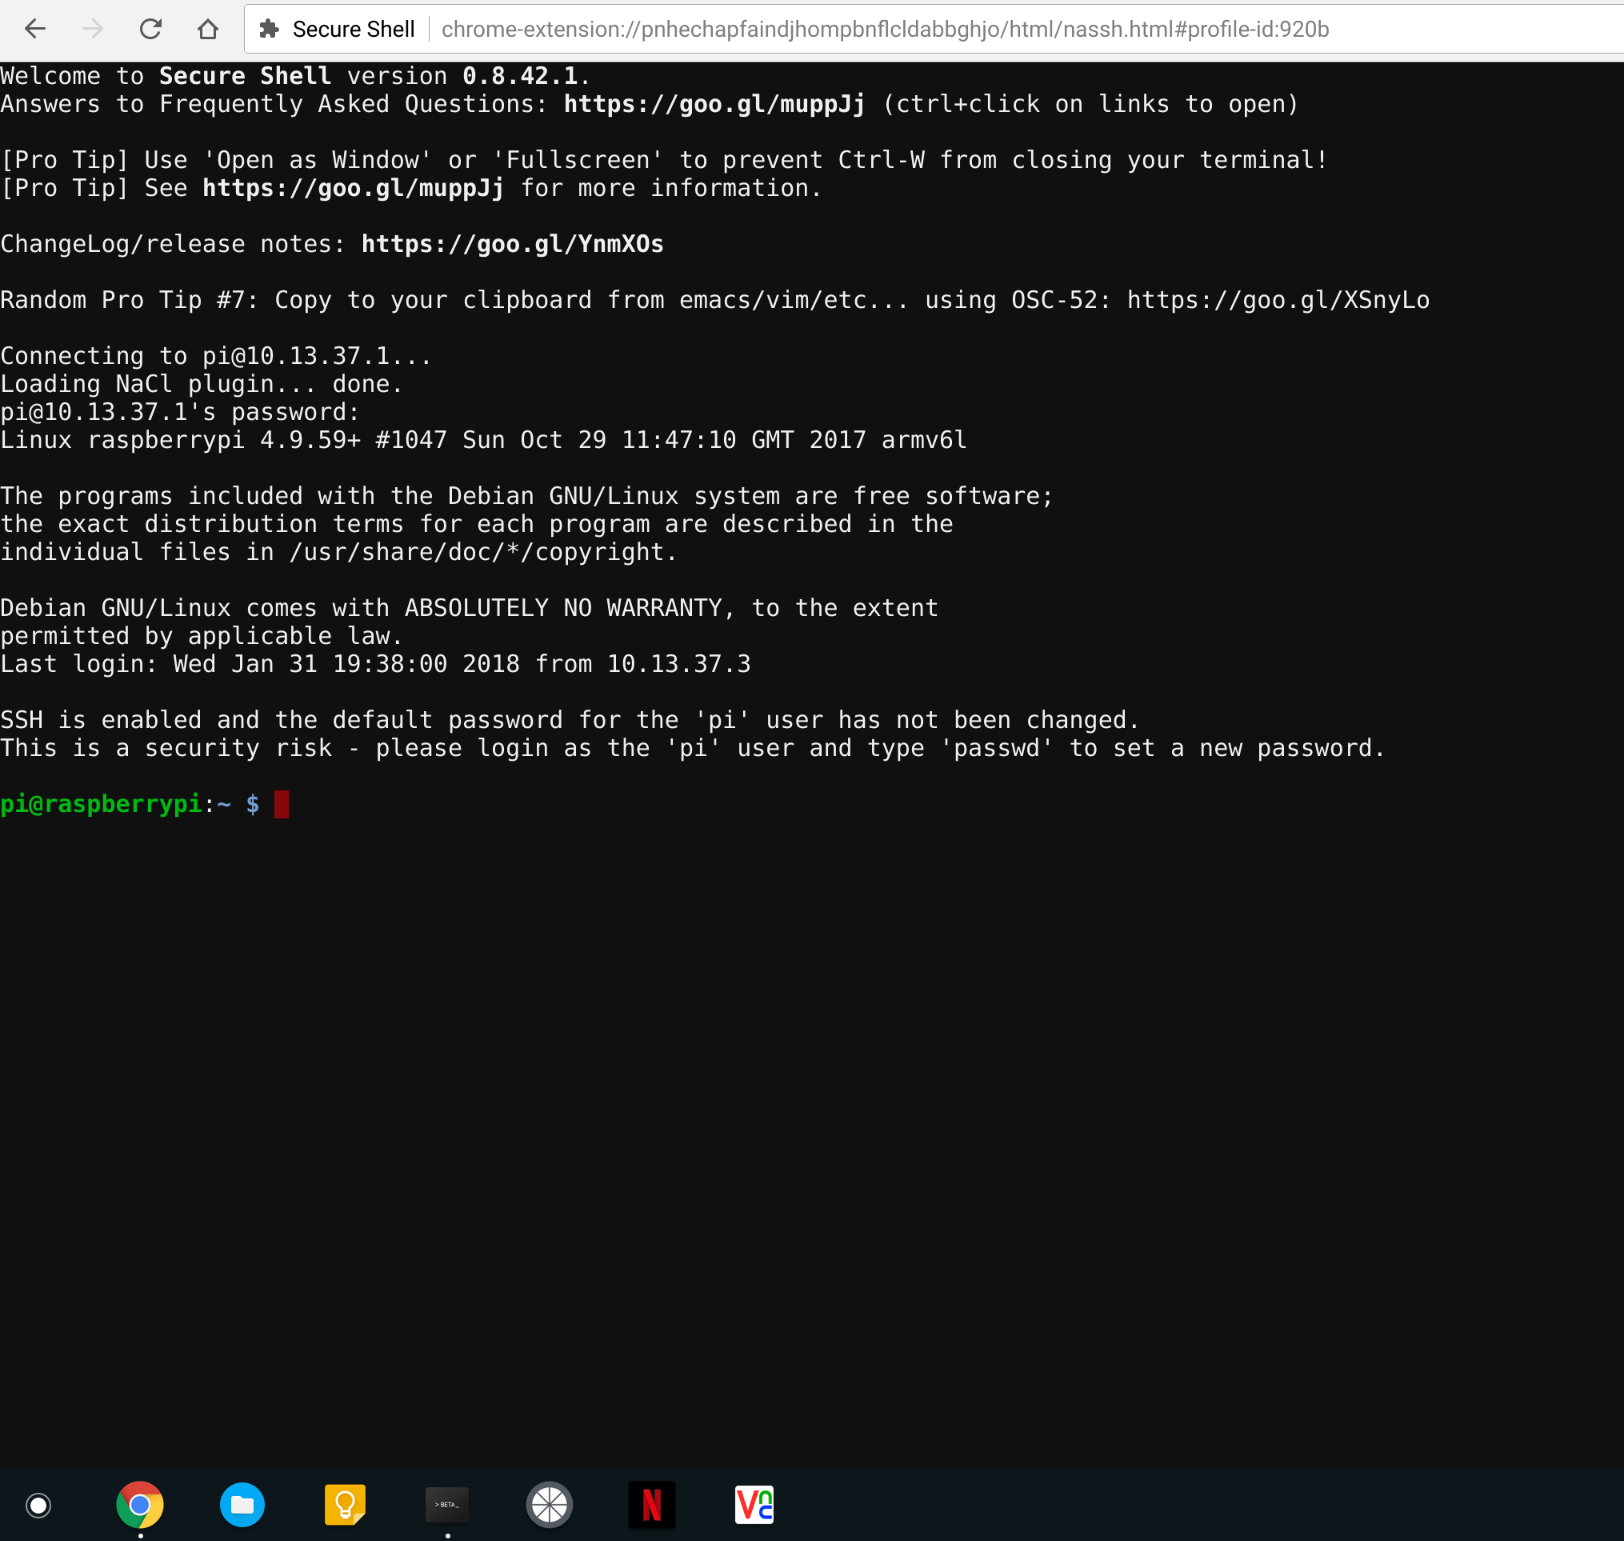 Secure Shell chrome-extension://pnhechapfaindjhompbnflcldabbghjo/html/nassh.html#profile-id:920b
Welcome to Secure Shell version 0.8.42.1.
Answers to Frequently Asked Questions: https://goo.gl/muppJj (ctrl+click on links to open)
[Pro Tip] Use 'Open as Window' or 'Fullscreen' to prevent Ctrl-W from closing your terminal!
[Pro Tip] See https://goo.gl/muppJj for more information.
ChangeLog/release notes: https://goo.gl/YnmXOs
Random Pro Tip #7: Copy to your clipboard from emacs/vim/etc... using OSC-52: https://goo.gl/XSnyLo
Connecting to pi@10.13.37.1...
Loading NaCl plugin... done.
pi@10.13.37.1's password:
Linux raspberrypi 4.9.59+ #1047 Sun Oct 29 11:47:10 GMT 2017 armv6l
The programs included with the Debian GNU/Linux system are free software;
the exact distribution terms for each program are described in the
individual files in /usr/share/doc/*/copyright.
Debian GNU/Linux comes with ABSOLUTELY NO WARRANTY, to the extent
permitted by applicable law.
Last login: Wed Jan 31 19:38:00 2018 from 10.13.37.3
SSH is enabled and the default password for the 'pi' user has not been changed.
This is a security risk - please login as the 'pi' user and type 'passwd' to set a new password.
pi@raspberrypi:~ $
>BETA_ N Vnc